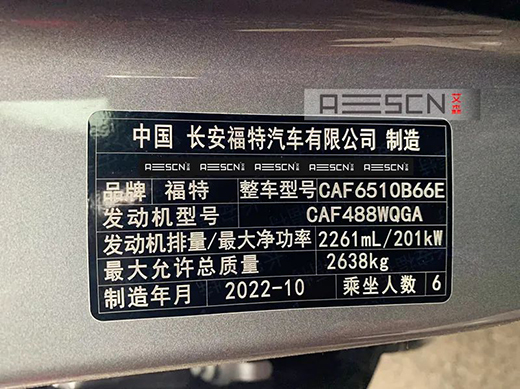 AESCN 艾森
中国 长安福特汽车有限公司 制造
AESCN AESCN AESCN AESCN AESCN
品牌 福特 整车型号 CAF6510B66E
发动机型号 CAF488WQGA
发动机排量/最大净功率 2261mL/201kW
最大允许总质量 2638kg
制造年月 2022-10 乘坐人数 6